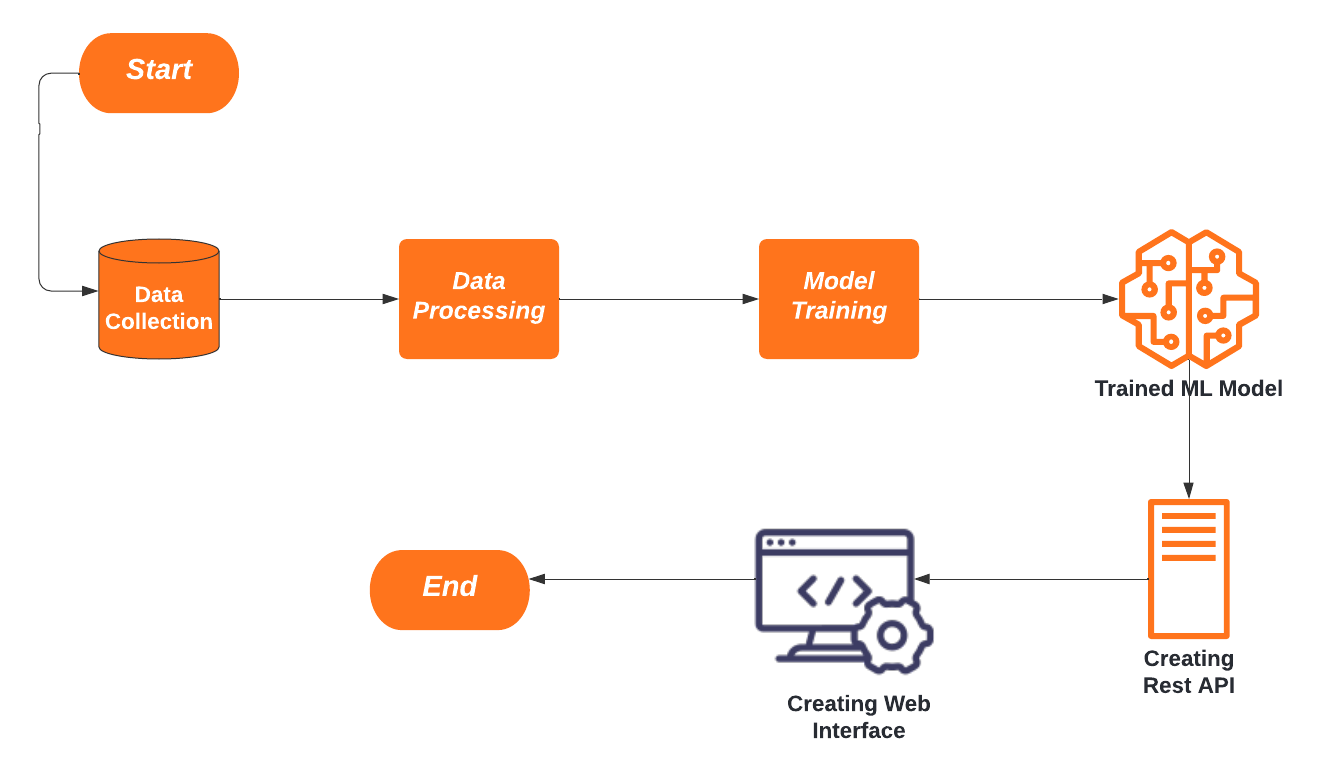 Start
Data
Collection
Data
Processing
Model
Training
Trained ML Model
Creating
Rest API
Creating Web
Interface
End